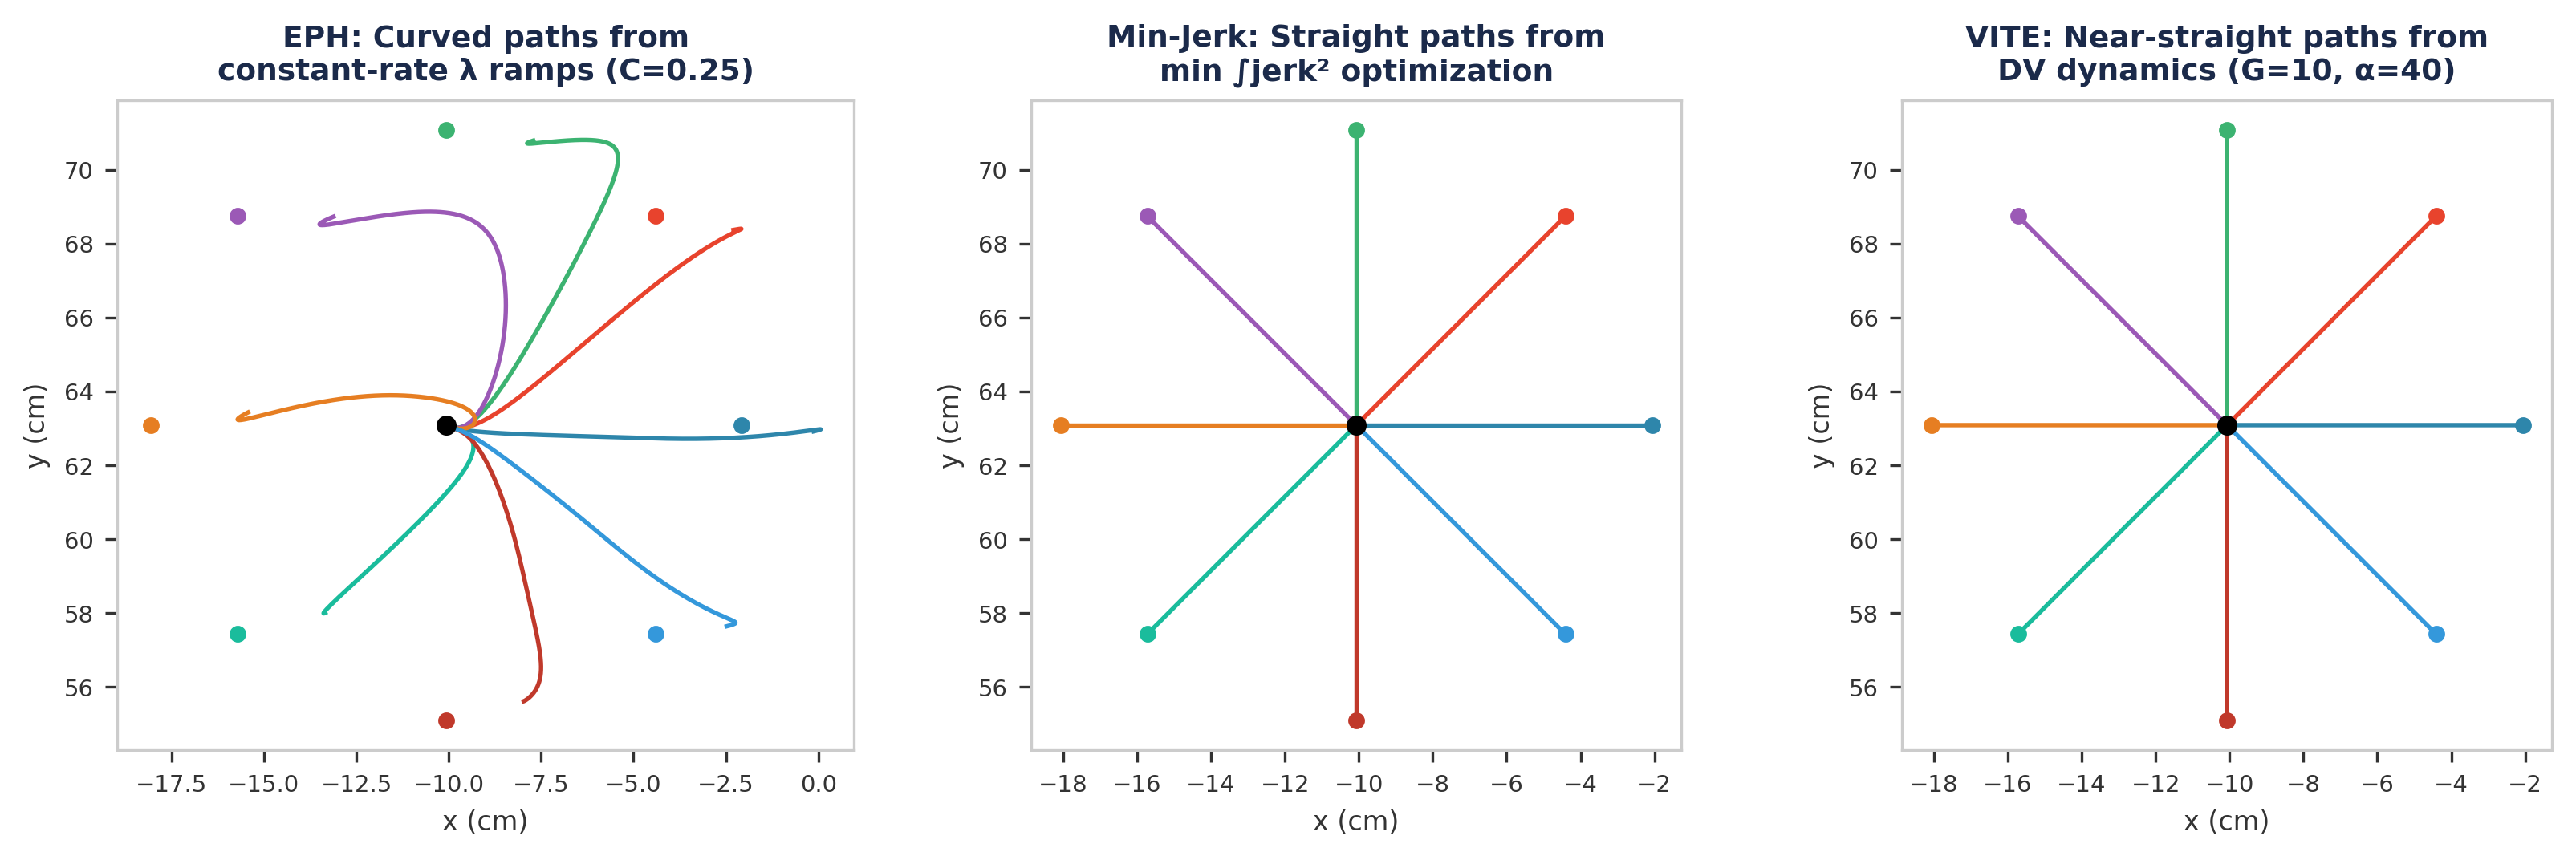 EPH: Curved paths from
constant-rate λ ramps (C=0.25)
70
68
66
64
62
60
58
56
y (cm)
−17.5 −15.0 −12.5 −10.0 −7.5 −5.0 −2.5 0.0
x (cm)
Min-Jerk: Straight paths from
min ∫jerk² optimization
70
68
66
64
62
60
58
56
y (cm)
−18 −16 −14 −12 −10 −8 −6 −4 −2
x (cm)
VITE: Near-straight paths from
DV dynamics (G=10, α=40)
70
68
66
64
62
60
58
56
y (cm)
−18 −16 −14 −12 −10 −8 −6 −4 −2
x (cm)